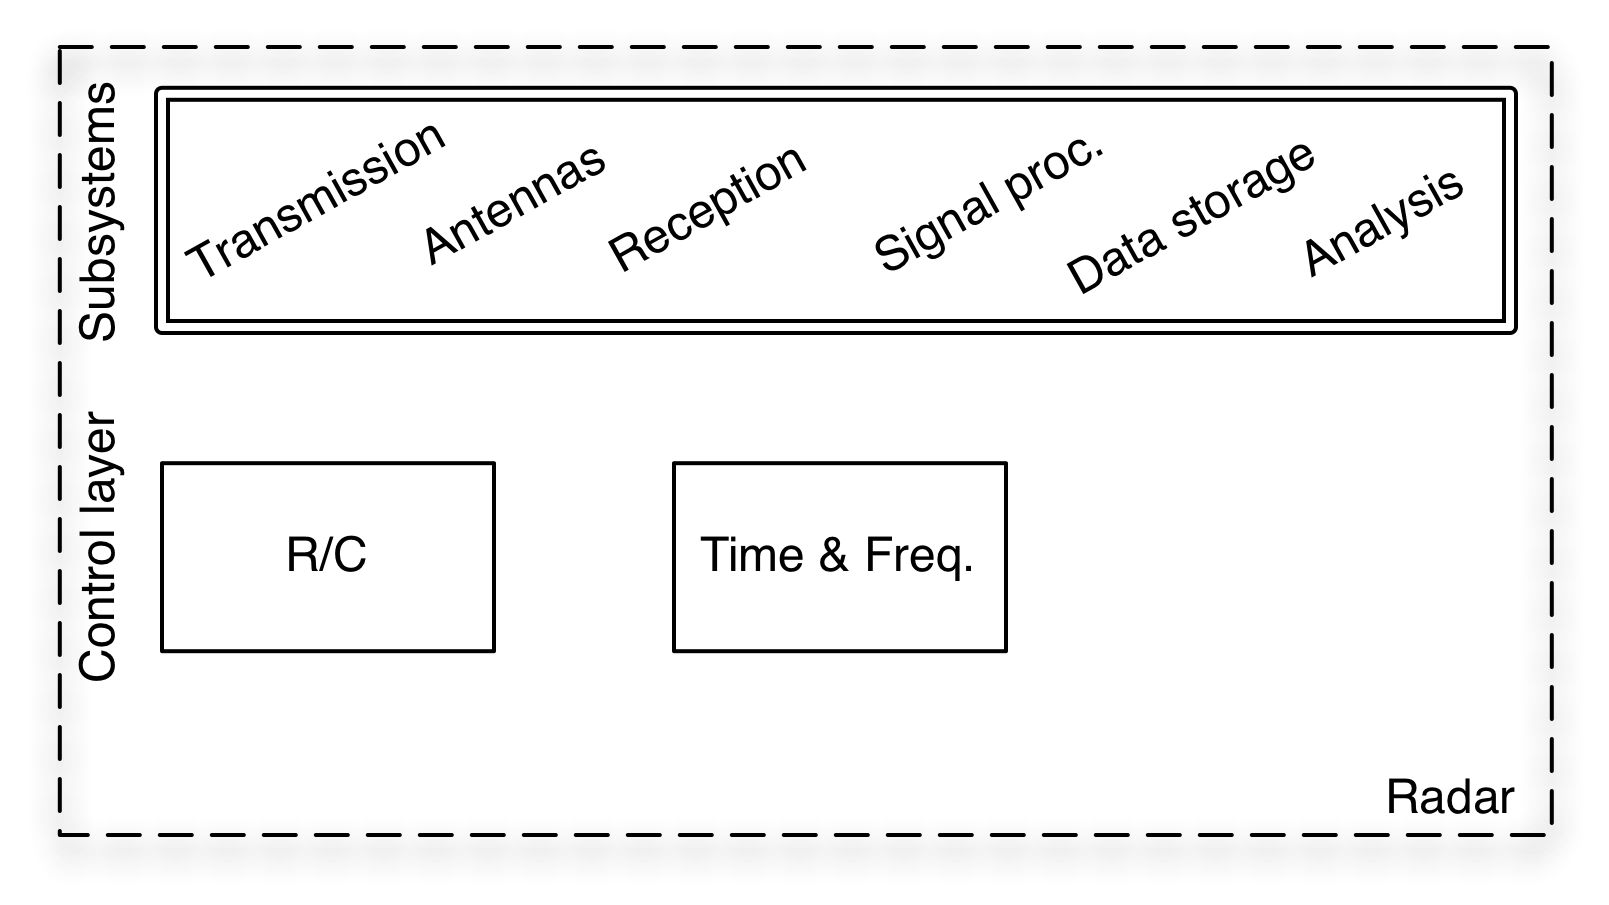 Subsystems
Transmission
Antennas
Reception
Signal proc.
Data storage
Analysis
Control layer
R/C
Time & Freq.
Radar